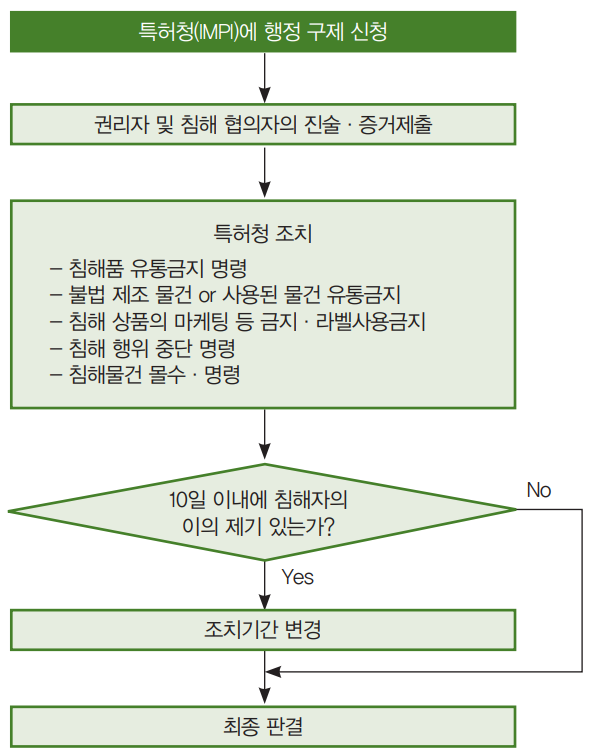 특허청(IMPI)에 행정 구제 신청
권리자 및 침해 협의자의 진술 · 증거제출
특허청 조치
– 침해품 유통금지 명령
– 불법 제조 물건 or 사용된 물건 유통금지
– 침해 상품의 마케팅 등 금지 · 라벨사용금지
– 침해 행위 중단 명령
– 침해물건 몰수 · 명령
10일 이내에 침해자의
이의 제기 있는가?
No
Yes
조치기간 변경
최종 판결